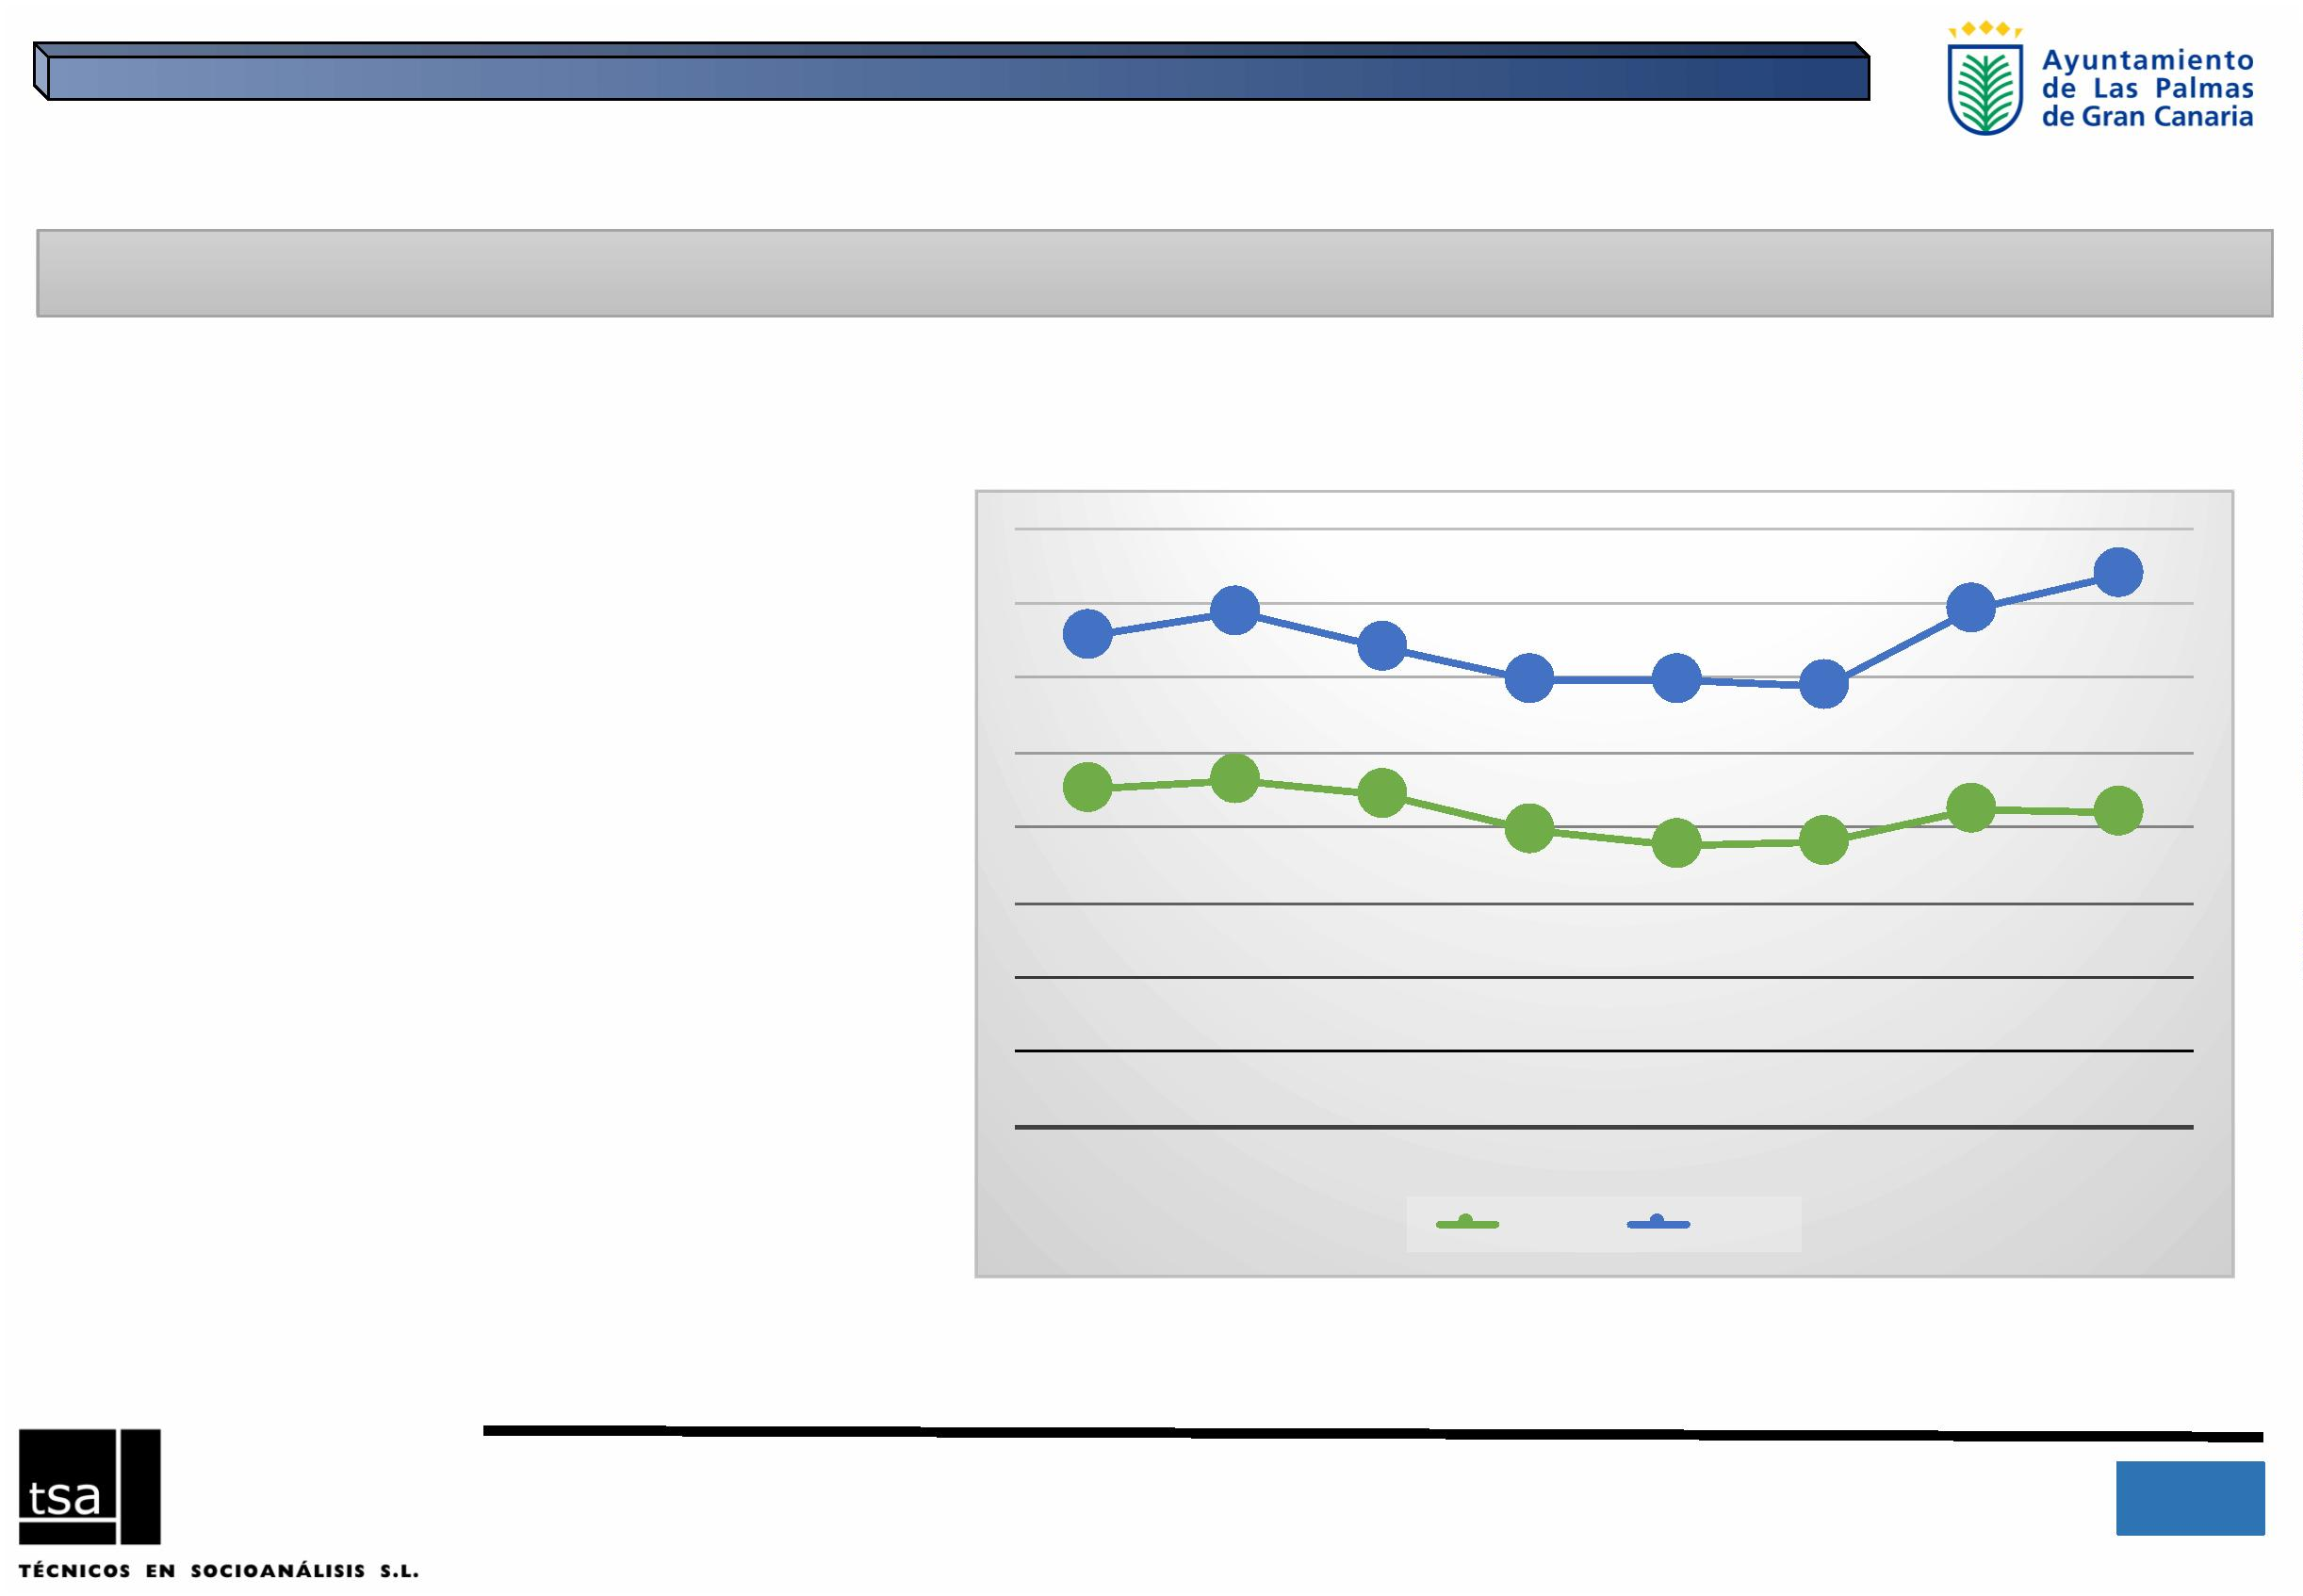 Ayuntamiento
de Las Palmas
de Gran Canaria
tsa
TÉCNICOS EN SOCIOANÁLISIS S.L.